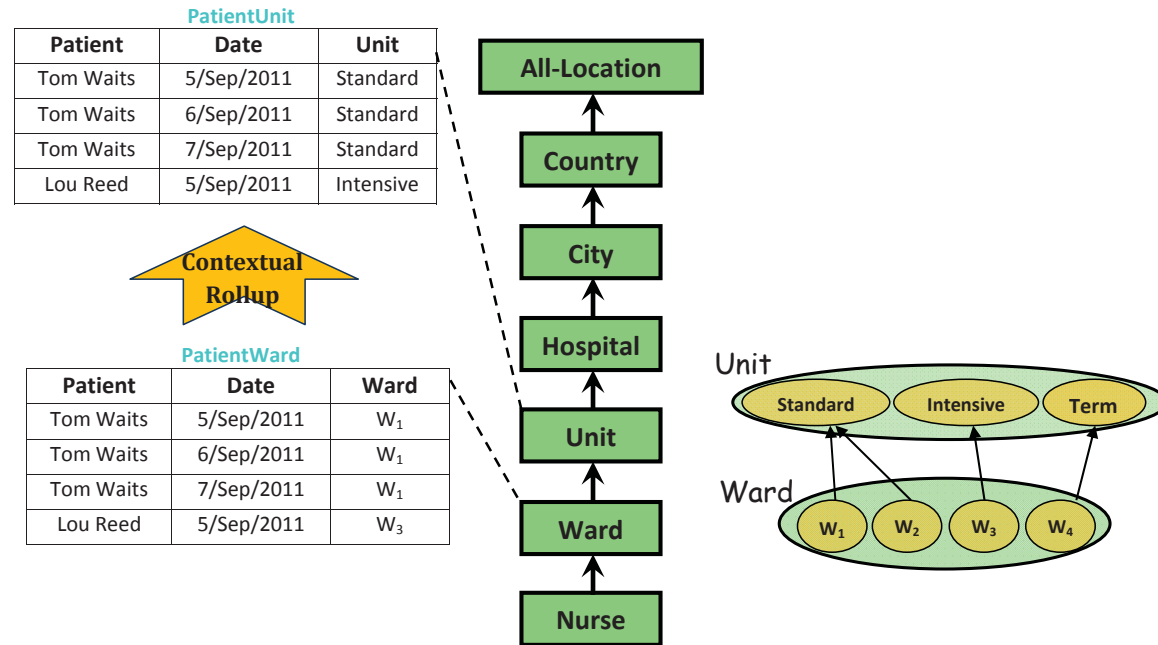 PatientUnit
Patient Date Unit
Tom Waits 5/Sep/2011 Standard
Tom Waits 6/Sep/2011 Standard
Tom Waits 7/Sep/2011 Standard
Lou Reed 5/Sep/2011 Intensive
Contextual
Rollup
PatientWard
Patient Date Ward
Tom Waits 5/Sep/2011 W₁
Tom Waits 6/Sep/2011 W₁
Tom Waits 7/Sep/2011 W₁
Lou Reed 5/Sep/2011 W₃
All-Location
Country
City
Hospital
Unit
Ward
Nurse
Unit
Standard Intensive Term
Ward
W₁ W₂ W₃ W₄